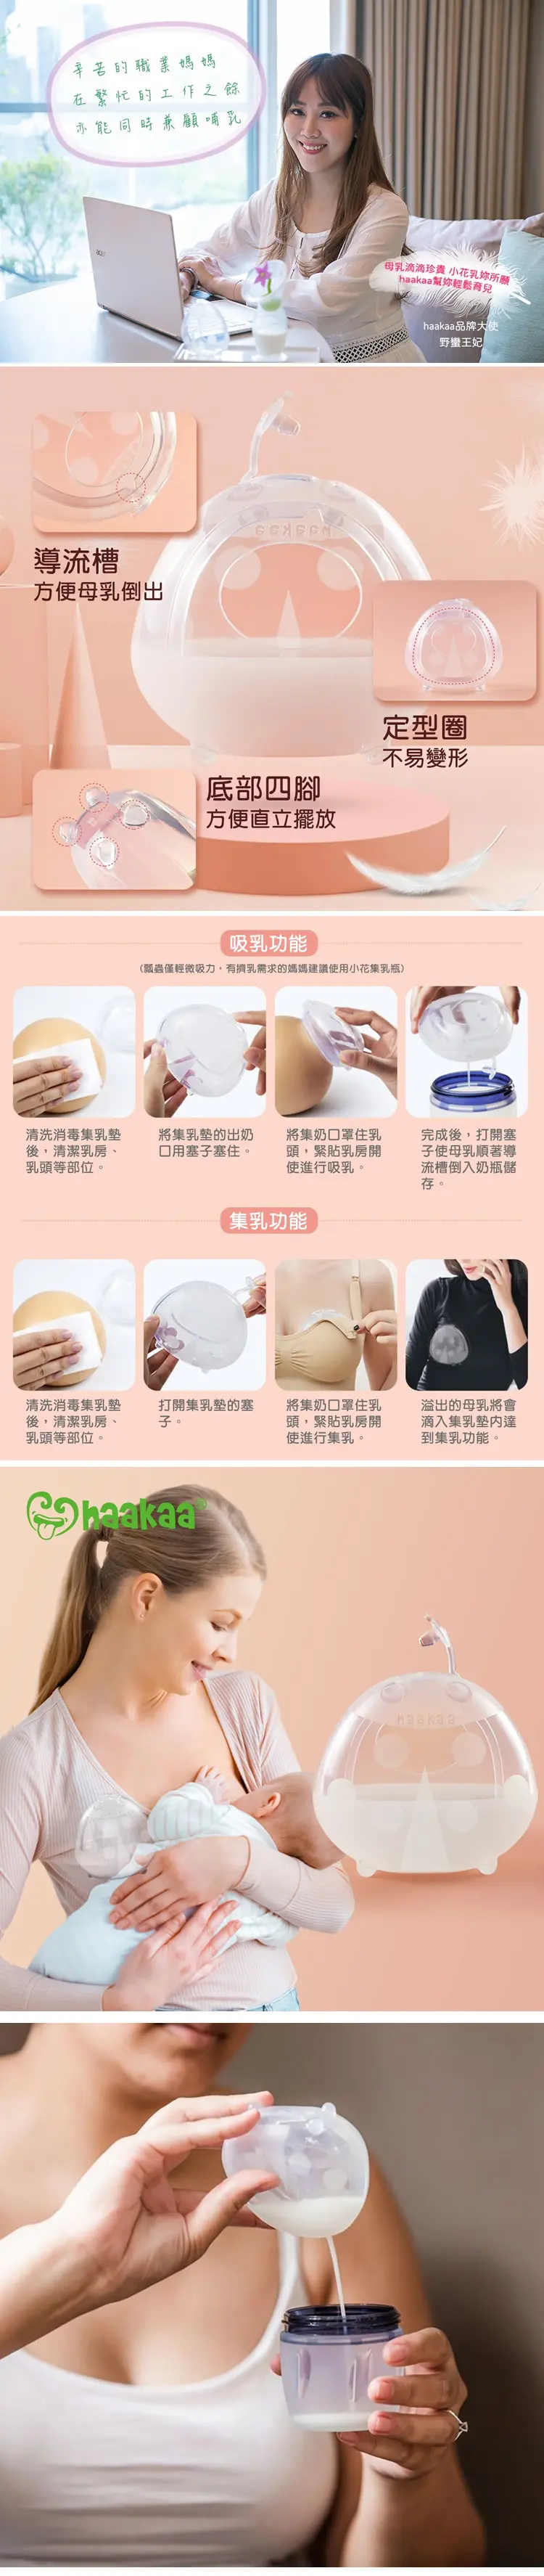 辛苦的職業媽媽
在繁忙的工作之餘
亦能同時兼顧哺乳
acer
母乳滴滴珍貴 小花乳妳所願
haakaa幫妳輕鬆育兒
haakaa品牌大使
野蠻王妃
haakaa
導流槽
方便母乳倒出
定型圈
不易變形
底部四腳
方便直立擺放
吸乳功能
(瓢蟲僅輕微吸力，有擠乳需求的媽媽建議使用小花集乳瓶)
清洗消毒集乳墊
後，清潔乳房、
乳頭等部位。
將集乳墊的出奶
口用塞子塞住。
將集奶口罩住乳
頭，緊貼乳房開
使進行吸乳。
完成後，打開塞
子使母乳順著導
流槽倒入奶瓶儲
存。
集乳功能
清洗消毒集乳墊
後，清潔乳房、
乳頭等部位。
打開集乳墊的塞
子。
將集奶口罩住乳
頭，緊貼乳房開
使進行集乳。
溢出的母乳將會
滴入集乳墊內達
到集乳功能。
haakaa
haakaa